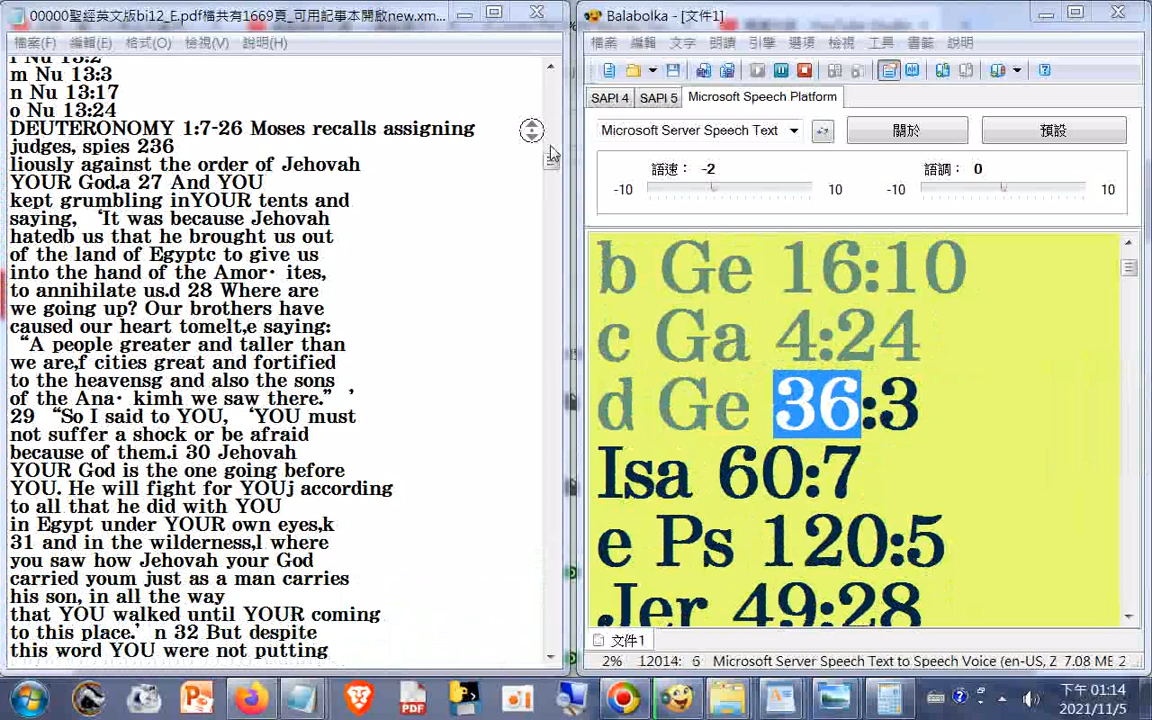 00000聖經英文版bi12_E.pdf檔共有1669頁_可用記事本開啟new.xm...
檔案(F) 編輯(E) 格式(O) 檢視(V) 說明(H)
m Nu 13:3
n Nu 13:17
o Nu 13:24
DEUTERONOMY 1:7-26 Moses recalls assigning
judges, spies 236
liously against the order of Jehovah
YOUR God.a 27 And YOU
kept grumbling inYOUR tents and
saying, ‘It was because Jehovah
hatedb us that he brought us out
of the land of Egyptc to give us
into the hand of the Amor· ites,
to annihilate us.d 28 Where are
we going up? Our brothers have
caused our heart tomelt,e saying:
“A people greater and taller than
we are,f cities great and fortified
to the heavensg and also the sons
of the Ana· kimh we saw there.” ’
29 “So I said to YOU, ‘YOU must
not suffer a shock or be afraid
because of them.i 30 Jehovah
YOUR God is the one going before
YOU. He will fight for YOUj according
to all that he did with YOU
in Egypt under YOUR own eyes,k
31 and in the wilderness,l where
you saw how Jehovah your God
carried youm just as a man carries
his son, in all the way
that YOU walked until YOUR coming
to this place.’ n 32 But despite
this word YOU were not putting
Balabolka - [文件1]
檔案 編輯 文字 朗讀 引擎 選項 檢視 工具 書籤 說明
SAPI 4 SAPI 5 Microsoft Speech Platform
Microsoft Server Speech Text 關於 預設
語速: -2 語調: 0
-10 10 -10 10
b Ge 16:10
c Ga 4:24
d Ge 36:3
Isa 60:7
e Ps 120:5
Jer 49:28
文件1
2% 12014: 6 Microsoft Server Speech Text to Speech Voice (en-US, Z 7.08 MB
下午 01:14
2021/11/5